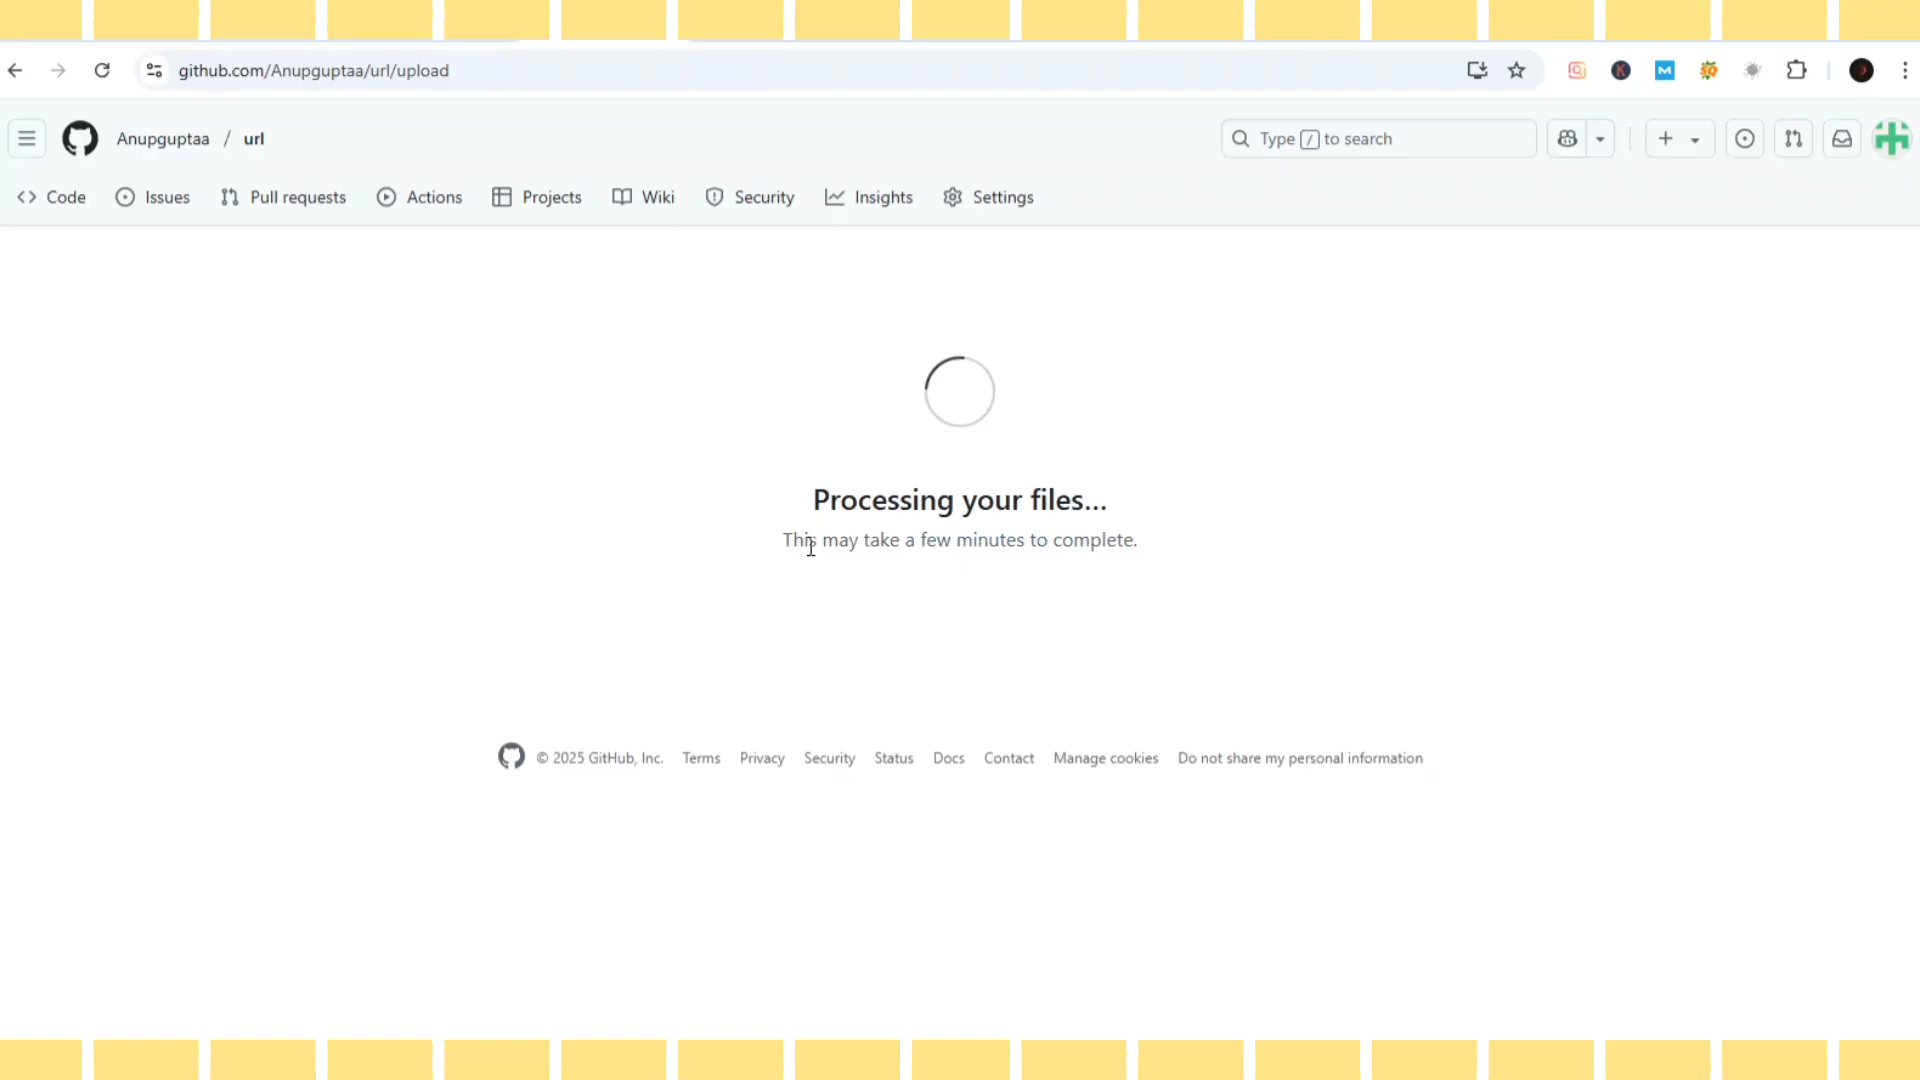 github.com/Anupguptaa/url/upload
Anupguptaa / url
Type / to search
Code Issues Pull requests Actions Projects Wiki Security Insights Settings
Processing your files...
This may take a few minutes to complete.
© 2025 GitHub, Inc. Terms Privacy Security Status Docs Contact Manage cookies Do not share my personal information